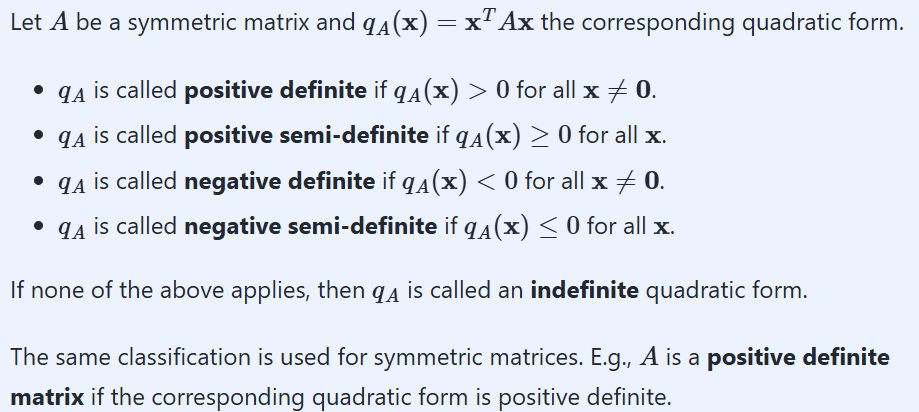 Let A be a symmetric matrix and q_A(x) = x^T Ax the corresponding quadratic form.
• q_A is called positive definite if q_A(x) > 0 for all x ≠ 0.
• q_A is called positive semi-definite if q_A(x) ≥ 0 for all x.
• q_A is called negative definite if q_A(x) < 0 for all x ≠ 0.
• q_A is called negative semi-definite if q_A(x) ≤ 0 for all x.
If none of the above applies, then q_A is called an indefinite quadratic form.
The same classification is used for symmetric matrices. E.g., A is a positive definite
matrix if the corresponding quadratic form is positive definite.